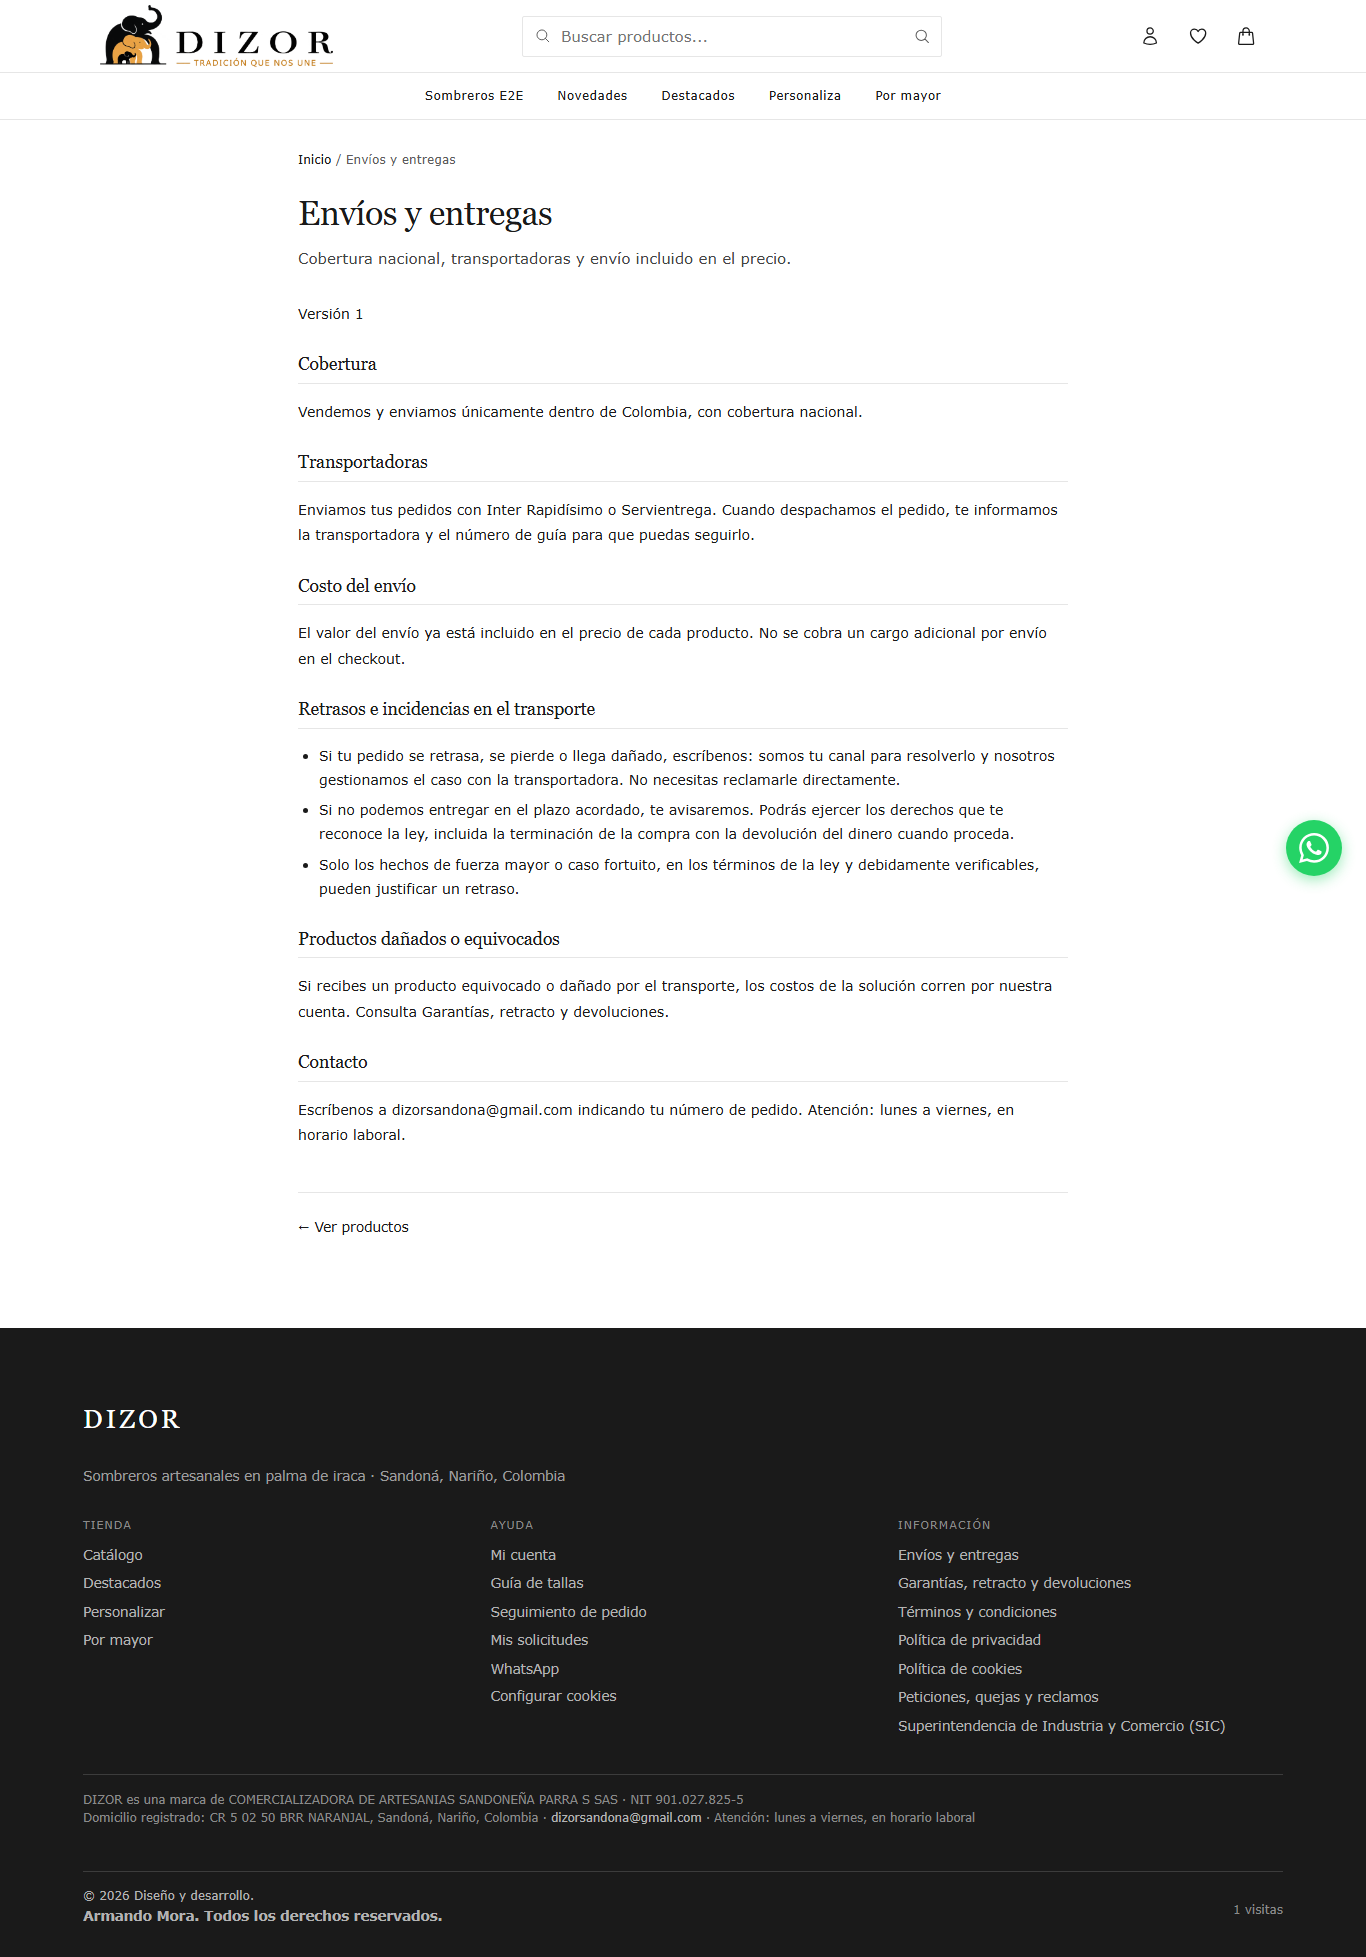 DIZOR
TRADICIÓN QUE NOS UNE
Buscar productos...
Sombreros E2E
Novedades
Destacados
Personaliza
Por mayor
Inicio / Envíos y entregas
Envíos y entregas
Cobertura nacional, transportadoras y envío incluido en el precio.
Versión 1
Cobertura
Vendemos y enviamos únicamente dentro de Colombia, con cobertura nacional.
Transportadoras
Enviamos tus pedidos con Inter Rapidísimo o Servientrega. Cuando despachamos el pedido, te informamos
la transportadora y el número de guía para que puedas seguirlo.
Costo del envío
El valor del envío ya está incluido en el precio de cada producto. No se cobra un cargo adicional por envío
en el checkout.
Retrasos e incidencias en el transporte
• Si tu pedido se retrasa, se pierde o llega dañado, escríbenos: somos tu canal para resolverlo y nosotros
gestionamos el caso con la transportadora. No necesitas reclamarle directamente.
• Si no podemos entregar en el plazo acordado, te avisaremos. Podrás ejercer los derechos que te
reconoce la ley, incluida la terminación de la compra con la devolución del dinero cuando proceda.
• Solo los hechos de fuerza mayor o caso fortuito, en los términos de la ley y debidamente verificables,
pueden justificar un retraso.
Productos dañados o equivocados
Si recibes un producto equivocado o dañado por el transporte, los costos de la solución corren por nuestra
cuenta. Consulta Garantías, retracto y devoluciones.
Contacto
Escríbenos a dizorsandona@gmail.com indicando tu número de pedido. Atención: lunes a viernes, en
horario laboral.
← Ver productos
DIZOR
Sombreros artesanales en palma de iraca · Sandoná, Nariño, Colombia
TIENDA
Catálogo
Destacados
Personalizar
Por mayor
AYUDA
Mi cuenta
Guía de tallas
Seguimiento de pedido
Mis solicitudes
WhatsApp
Configurar cookies
INFORMACIÓN
Envíos y entregas
Garantías, retracto y devoluciones
Términos y condiciones
Política de privacidad
Política de cookies
Peticiones, quejas y reclamos
Superintendencia de Industria y Comercio (SIC)
DIZOR es una marca de COMERCIALIZADORA DE ARTESANIAS SANDONEÑA PARRA S SAS · NIT 901.027.825-5
Domicilio registrado: CR 5 02 50 BRR NARANJAL, Sandoná, Nariño, Colombia · dizorsandona@gmail.com · Atención: lunes a viernes, en horario laboral
© 2026 Diseño y desarrollo.
Armando Mora. Todos los derechos reservados.
1 visitas